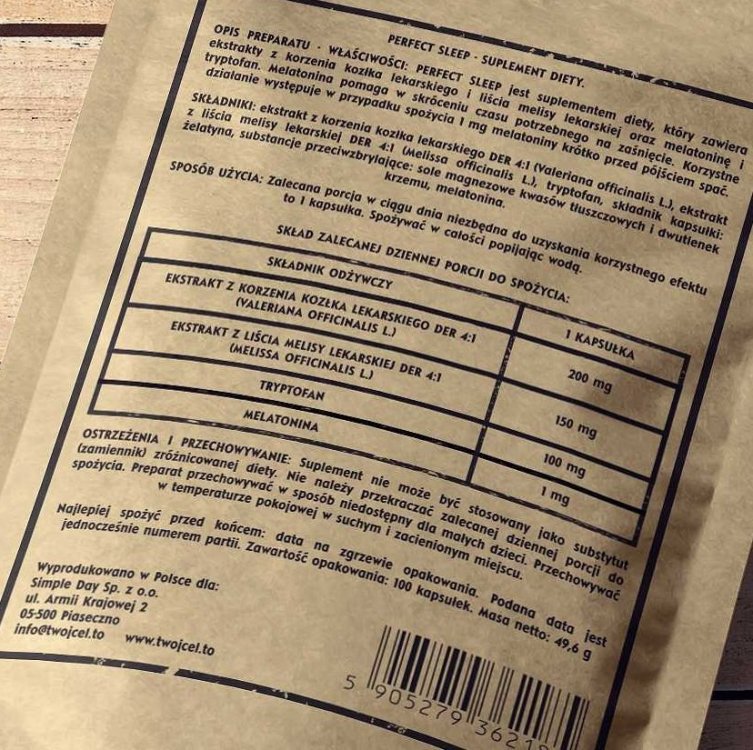 PERFECT SLEEP - SUPLEMENT DIETY.
OPIS PREPARATU - WŁAŚCIWOŚCI: PERFECT SLEEP jest suplementem diety, który zawiera
ekstrakty z korzenia kozłka lekarskiego i liścia melisy lekarskiej oraz melatoninę i
tryptofan. Melatonina pomaga w skróceniu czasu potrzebnego na zaśnięcie. Korzystne
działanie występuje w przypadku spożycia 1 mg melatoniny krótko przed pójściem spać.
SKŁADNIKI: ekstrakt z korzenia kozłka lekarskiego DER 4:1 (Valeriana officinalis L.), ekstrakt
z liścia melisy lekarskiej DER 4:1 (Melissa officinalis L.), tryptofan, składnik kapsułki:
żelatyna, substancje przeciwzbrylające: sole magnezowe kwasów tłuszczowych i dwutlenek
krzemu, melatonina.
SPOSÓB UŻYCIA: Zalecana porcja w ciągu dnia niezbędna do uzyskania korzystnego efektu
to 1 kapsułka. Spożywać w całości popijając wodą.
SKŁAD ZALECANEJ DZIENNEJ PORCJI DO SPOŻYCIA:
SKŁADNIK ODŻYWCZY 1 KAPSUŁKA
EKSTRAKT Z KORZENIA KOZŁKA LEKARSKIEGO DER 4:1
(VALERIANA OFFICINALIS L.) 200 mg
EKSTRAKT Z LIŚCIA MELISY LEKARSKIEJ DER 4:1
(MELISSA OFFICINALIS L.) 150 mg
TRYPTOFAN 100 mg
MELATONINA 1 mg
OSTRZEŻENIA I PRZECHOWYWANIE: Suplement nie może być stosowany jako substytut
(zamiennik) zróżnicowanej diety. Nie należy przekraczać zalecanej dziennej porcji do
spożycia. Preparat przechowywać w sposób niedostępny dla małych dzieci. Przechowywać
w temperaturze pokojowej w suchym i zacienionym miejscu.
Najlepiej spożyć przed końcem: data na zgrzewie opakowania. Podana data jest
jednocześnie numerem partii. Zawartość opakowania: 100 kapsułek. Masa netto: 49,6 g
Wyprodukowano w Polsce dla:
Simple Day Sp. z o.o.
ul. Armii Krajowej 2
05-500 Piaseczno
info@twojcel.to www.twojcel.to
5 905279 3621